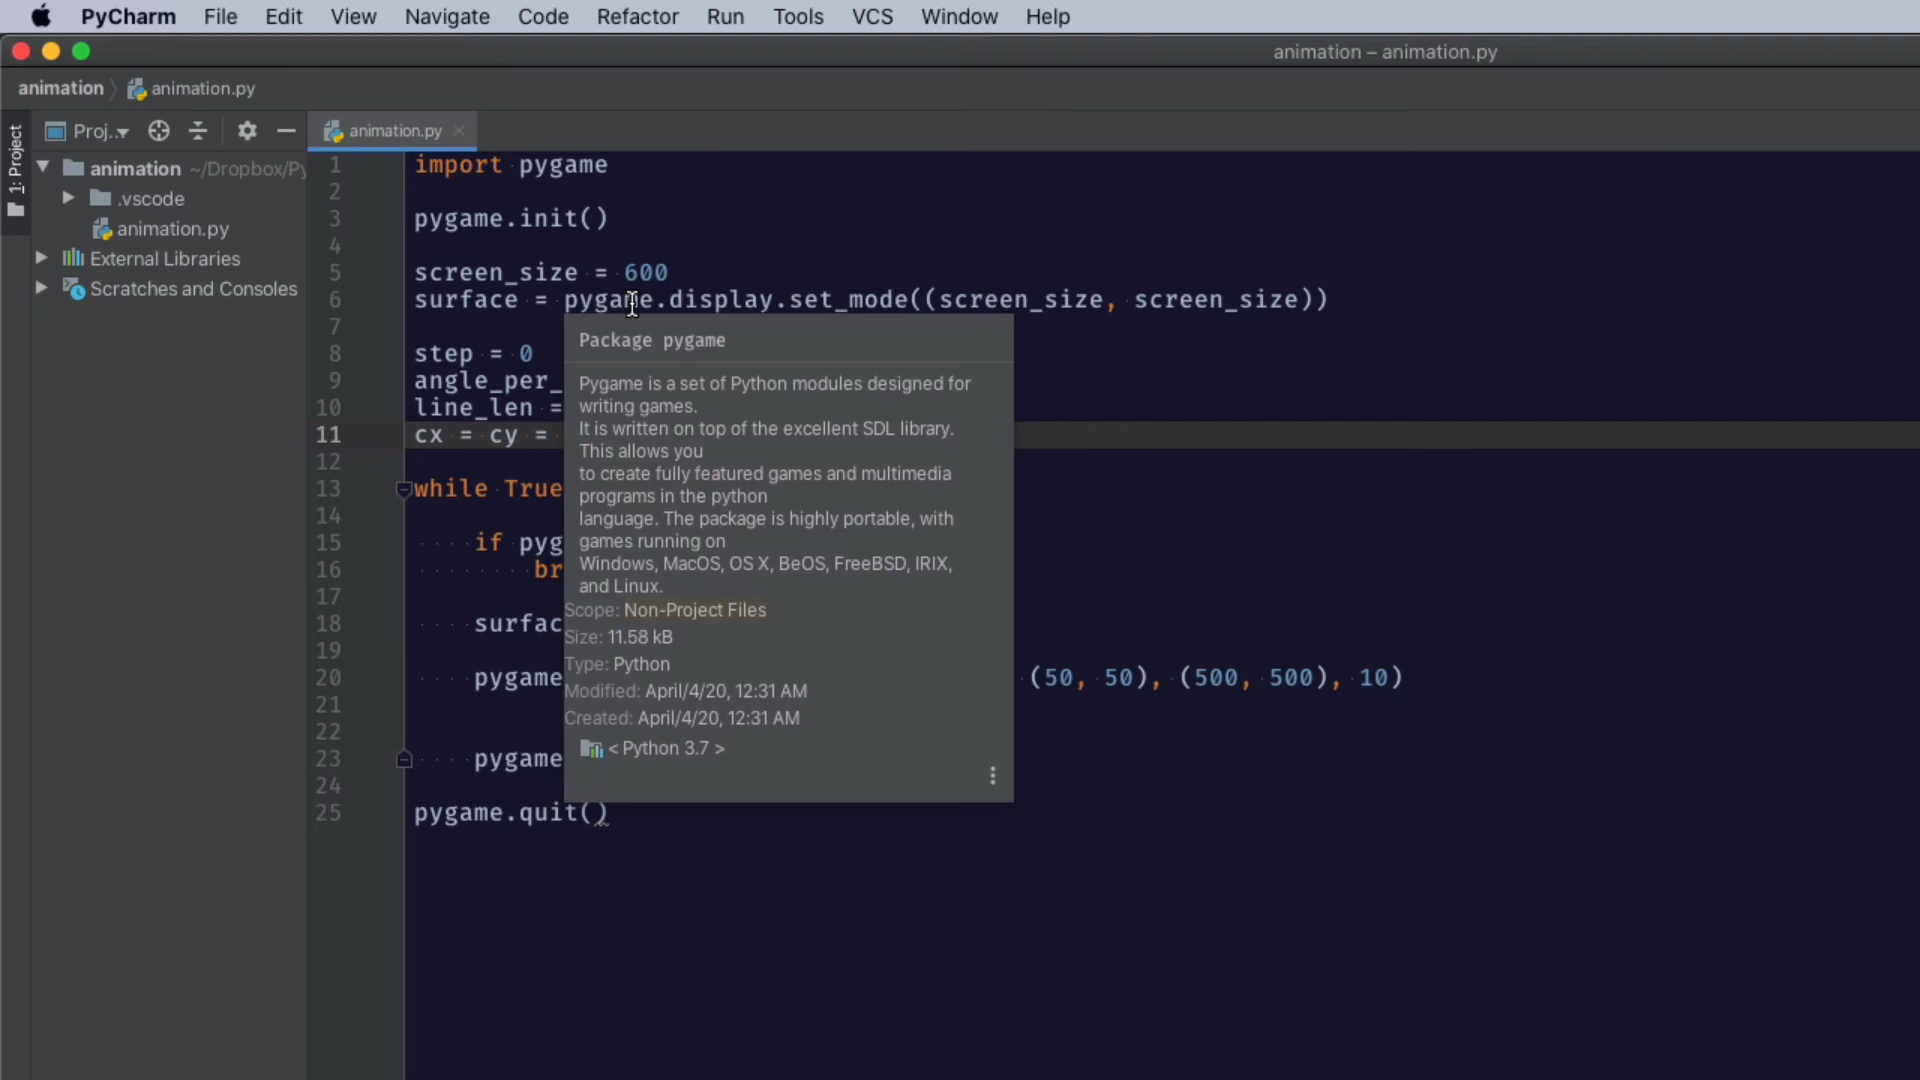 PyCharm File Edit View Navigate Code Refactor Run Tools VCS Window Help
animation – animation.py
animation animation.py
1: Project
Proj..
animation ~/Dropbox/Py
.vscode
animation.py
External Libraries
Scratches and Consoles
animation.py
1 import pygame
2
3 pygame.init()
4
5 screen_size = 600
6 surface = pygame.display.set_mode((screen_size, screen_size))
7
8 step = 0
9 angle_per_
10 line_len =
11 cx = cy =
12
13 while True
14
15 if pyg
16 br
17
18 surfac
19
20 pygame (50, 50), (500, 500), 10)
21
22
23 pygame
24
25 pygame.quit()
Package pygame
Pygame is a set of Python modules designed for
writing games.
It is written on top of the excellent SDL library.
This allows you
to create fully featured games and multimedia
programs in the python
language. The package is highly portable, with
games running on
Windows, MacOS, OS X, BeOS, FreeBSD, IRIX,
and Linux.
Scope: Non-Project Files
Size: 11.58 kB
Type: Python
Modified: April/4/20, 12:31 AM
Created: April/4/20, 12:31 AM
< Python 3.7 >